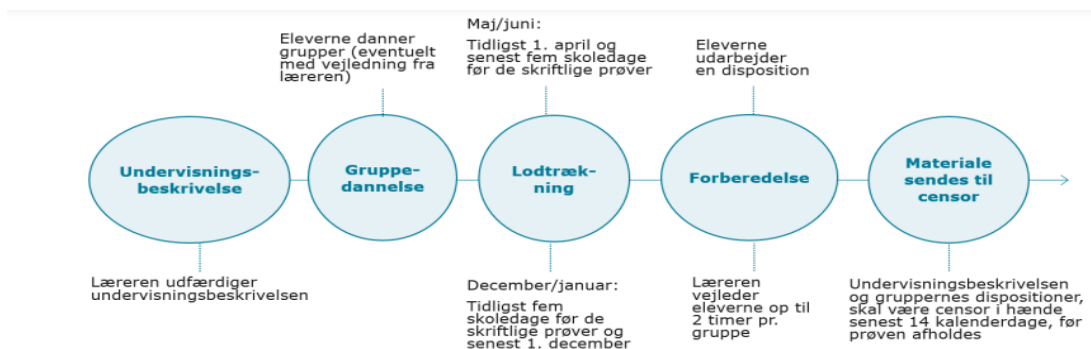 Maj/juni:
Tidligst 1. april og
senest fem skoledage
før de skriftlige prøver
Eleverne danner
grupper (eventuelt
med vejledning fra
læreren)
Eleverne
udarbejder
en disposition
Undervisnings-
beskrivelse
Gruppe-
dannelse
Lodtræk-
ning
Forberedelse
Materiale
sendes til
censor
Læreren udfærdiger
undervisningsbeskrivelsen
December/januar:
Tidligst fem
skoledage før de
skriftlige prøver og
senest 1. december
Læreren
vejleder
eleverne op til
2 timer pr.
gruppe
Undervisningsbeskrivelsen
og gruppernes dispositioner,
skal være censor i hænde
senest 14 kalenderdage, før
prøven afholdes